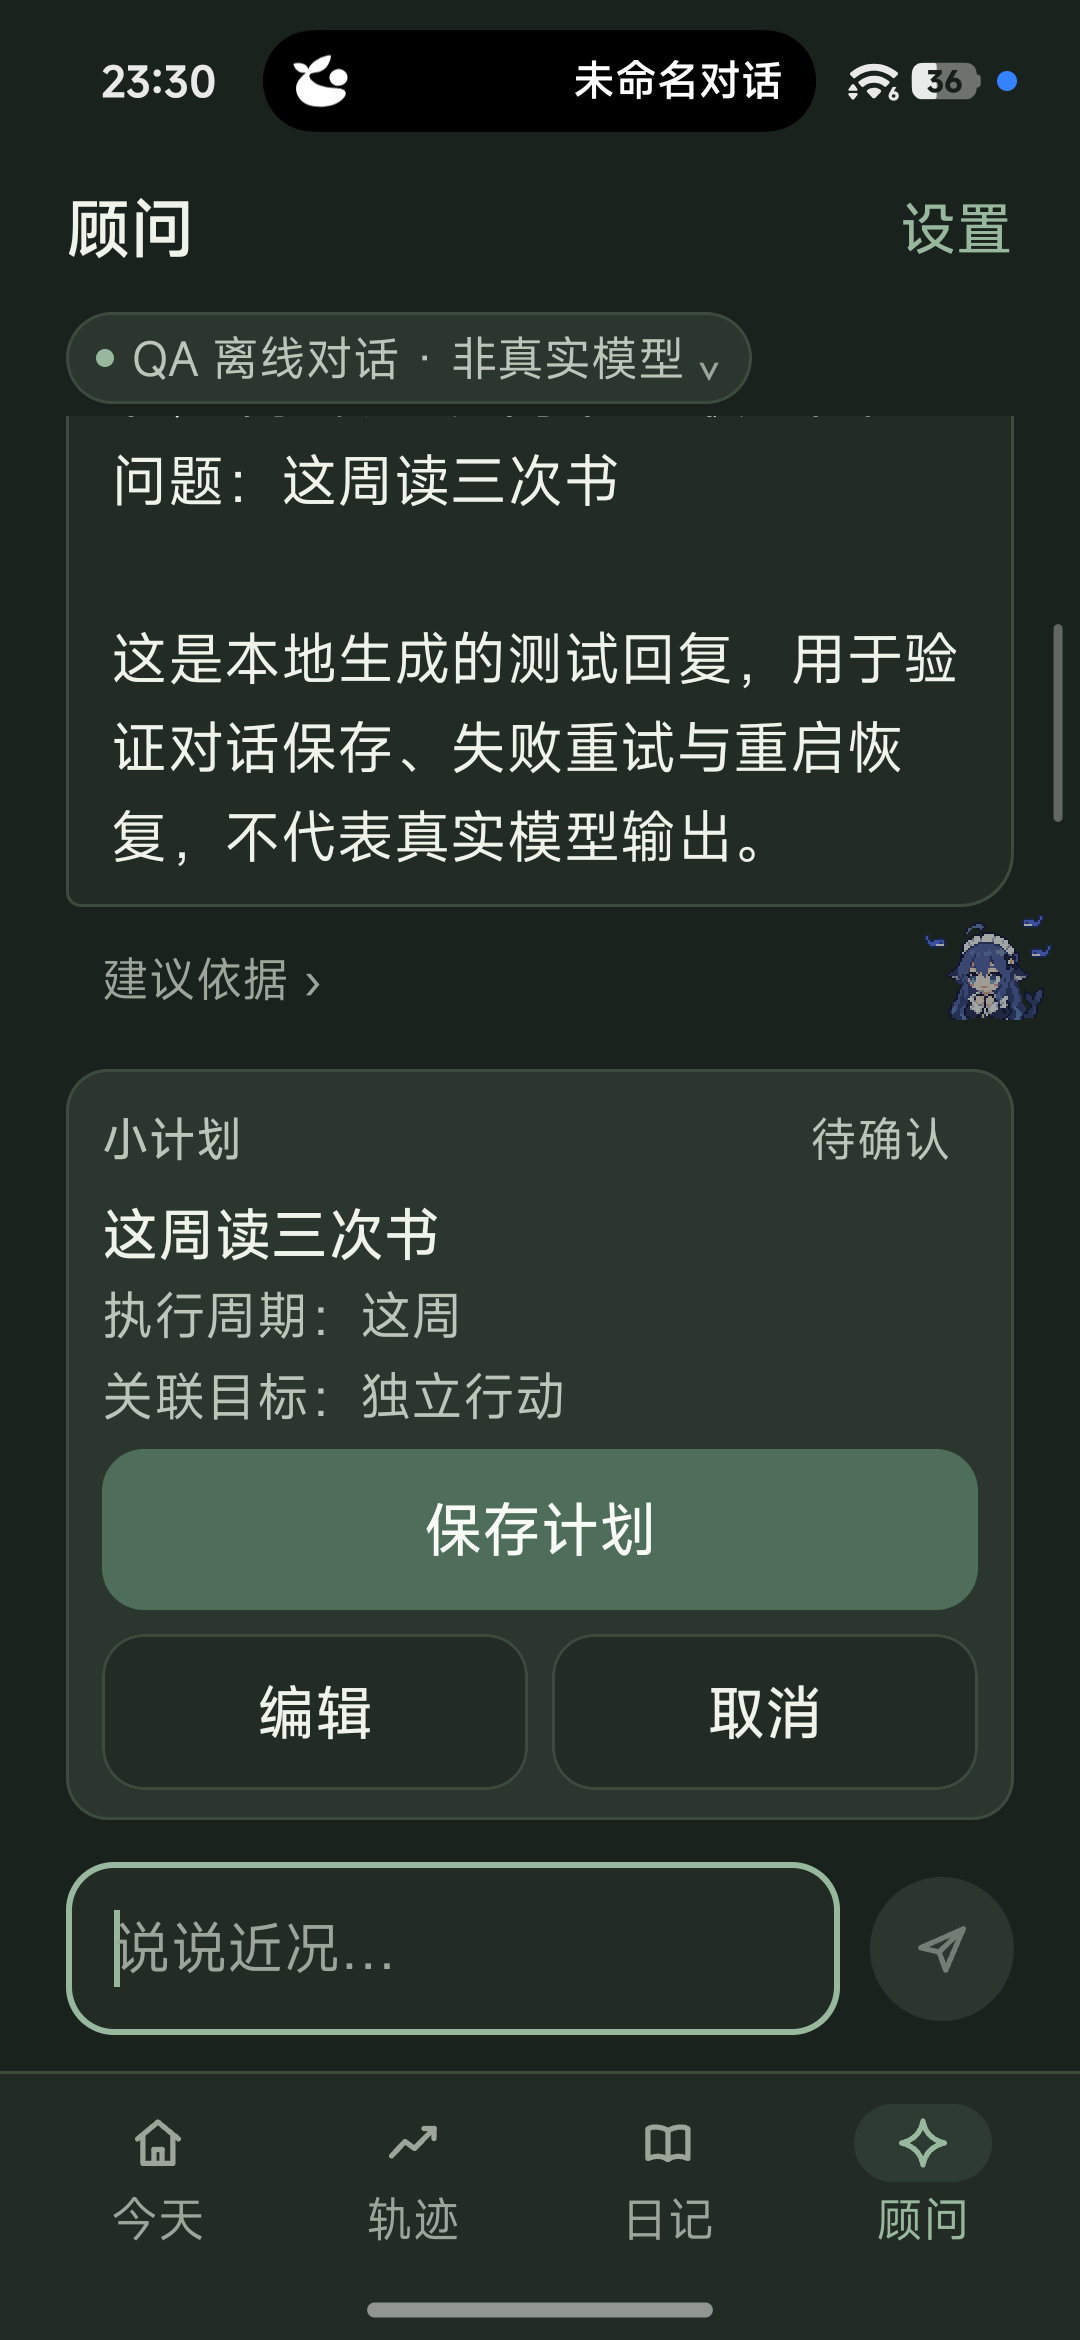 23:30
未命名对话
6
36
顾问
设置
QA 离线对话 · 非真实模型
问题：这周读三次书
这是本地生成的测试回复，用于验
证对话保存、失败重试与重启恢
复，不代表真实模型输出。
建议依据 ›
小计划
待确认
这周读三次书
执行周期：这周
关联目标：独立行动
保存计划
编辑
取消
说说近况...
今天
轨迹
日记
顾问